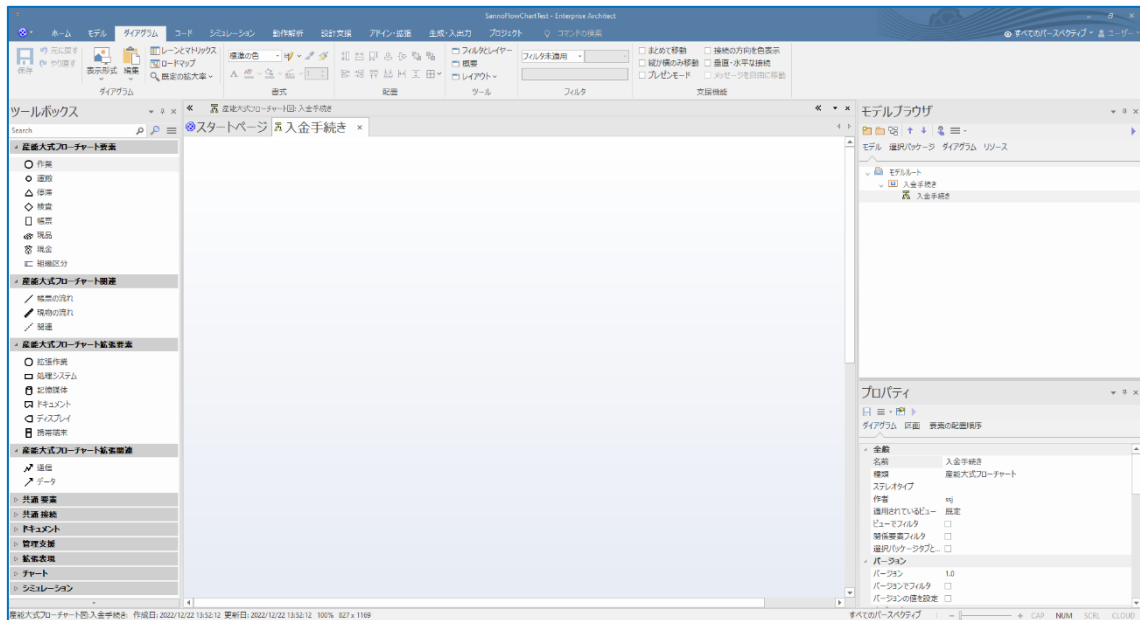 SannoFlowChartTest - Enterprise Architect
ホーム モデル ダイアグラム コード シミュレーション 動作解析 設計支援 アドイン・拡張 生成・入出力 プロジェクト コマンドの検索 すべてのパースペクティブ ユーザー
保存 元に戻す やり直す 表示形式 編集 レーンとマトリックス ロードマップ 既定の拡大率 標準の色 フィルタとレイヤー 概要 レイアウト フィルタ未適用 まとめて移動 縦か横のみ移動 プレゼンモード 接続の方向を色表示 垂直・水平な接続 メッセージを自由に移動
ダイアグラム 書式 配置 ツール フィルタ 支援機能
ツールボックス
Search
産能大式フローチャート要素
作業
運搬
停滞
検査
帳票
現品
現金
組織区分
産能大式フローチャート関連
帳票の流れ
現物の流れ
関連
産能大式フローチャート拡張要素
拡張作業
処理システム
記憶媒体
ドキュメント
ディスプレイ
携帯端末
産能大式フローチャート拡張関連
送信
データ
共通 要素
共通 接続
ドキュメント
管理支援
拡張表現
チャート
シミュレーション
産能大式フローチャート図: 入金手続き
スタートページ 入金手続き ×
モデルブラウザ
モデル 選択パッケージ ダイアグラム リソース
モデルルート
入金手続き
入金手続き
プロパティ
ダイアグラム 区画 要素の配置順序
全般
名前 入金手続き
種類 産能大式フローチャート
ステレオタイプ
作者 ssj
適用されているビュー 既定
ビューでフィルタ
関係要素フィルタ
選択パッケージタブと...
バージョン
バージョン 1.0
バージョンでフィルタ
バージョンの値を設定
産能大式フローチャート図:入金手続き: 作成日: 2022/12/22 13:52:12 更新日: 2022/12/22 13:52:12 100% 827 x 1169 すべてのパースペクティブ CAP NUM SCRL CLOUD